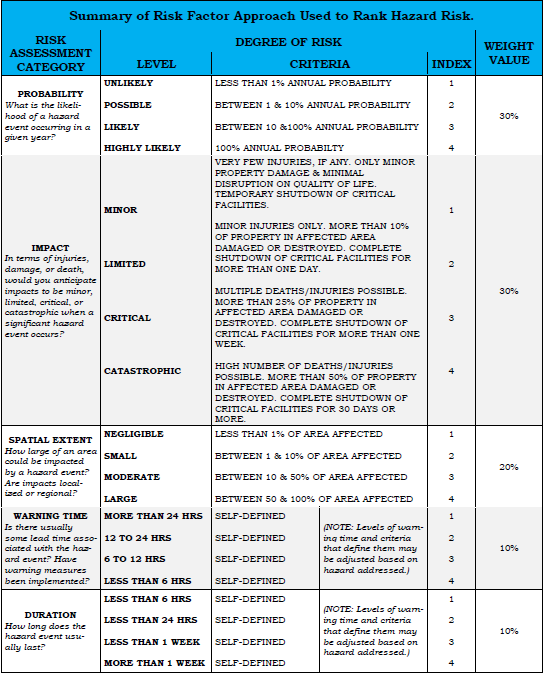 Summary of Risk Factor Approach Used to Rank Hazard Risk.
RISK
ASSESSMENT
CATEGORY
DEGREE OF RISK
WEIGHT
VALUE
LEVEL
CRITERIA
INDEX
PROBABILITY
What is the likeli-
hood of a hazard
event occurring in a
given year?
UNLIKELY
LESS THAN 1% ANNUAL PROBABILITY
1
POSSIBLE
BETWEEN 1 & 10% ANNUAL PROBABILITY
2
LIKELY
BETWEEN 10 &100% ANNUAL PROBABILITY
3
HIGHLY LIKELY
100% ANNUAL PROBABILTY
4
30%
IMPACT
In terms of injuries,
damage, or death,
would you anticipate
impacts to be minor,
limited, critical, or
catastrophic when a
significant hazard
event occurs?
MINOR
VERY FEW INJURIES, IF ANY. ONLY MINOR
PROPERTY DAMAGE & MINIMAL
DISRUPTION ON QUALITY OF LIFE.
TEMPORARY SHUTDOWN OF CRITICAL
FACILITIES.
1
LIMITED
MINOR INJURIES ONLY. MORE THAN 10%
OF PROPERTY IN AFFECTED AREA
DAMAGED OR DESTROYED. COMPLETE
SHUTDOWN OF CRITICAL FACILITIES FOR
MORE THAN ONE DAY.
2
CRITICAL
MULTIPLE DEATHS/INJURIES POSSIBLE.
MORE THAN 25% OF PROPERTY IN
AFFECTED AREA DAMAGED OR
DESTROYED. COMPLETE SHUTDOWN OF
CRITICAL FACILITIES FOR MORE THAN ONE
WEEK.
3
CATASTROPHIC
HIGH NUMBER OF DEATHS/INJURIES
POSSIBLE. MORE THAN 50% OF PROPERTY
IN AFFECTED AREA DAMAGED OR
DESTROYED. COMPLETE SHUTDOWN OF
CRITICAL FACILITIES FOR 30 DAYS OR
MORE.
4
30%
SPATIAL EXTENT
How large of an area
could be impacted
by a hazard event?
Are impacts local-
ized or regional?
NEGLIGIBLE
LESS THAN 1% OF AREA AFFECTED
1
SMALL
BETWEEN 1 & 10% OF AREA AFFECTED
2
MODERATE
BETWEEN 10 & 50% OF AREA AFFECTED
3
LARGE
BETWEEN 50 & 100% OF AREA AFFECTED
4
20%
WARNING TIME
Is there usually
some lead time asso-
ciated with the haz-
ard event? Have
warning measures
been implemented?
MORE THAN 24 HRS
SELF-DEFINED
1
12 TO 24 HRS
SELF-DEFINED
2
6 TO 12 HRS
SELF-DEFINED
3
LESS THAN 6 HRS
SELF-DEFINED
4
(NOTE: Levels of warn-
ing time and criteria
that define them may
be adjusted based on
hazard addressed.)
10%
DURATION
How long does the
hazard event usu-
ally last?
LESS THAN 6 HRS
SELF-DEFINED
1
LESS THAN 24 HRS
SELF-DEFINED
2
LESS THAN 1 WEEK
SELF-DEFINED
3
MORE THAN 1 WEEK
SELF-DEFINED
4
(NOTE: Levels of warn-
ing time and criteria
that define them may
be adjusted based on
hazard addressed.)
10%